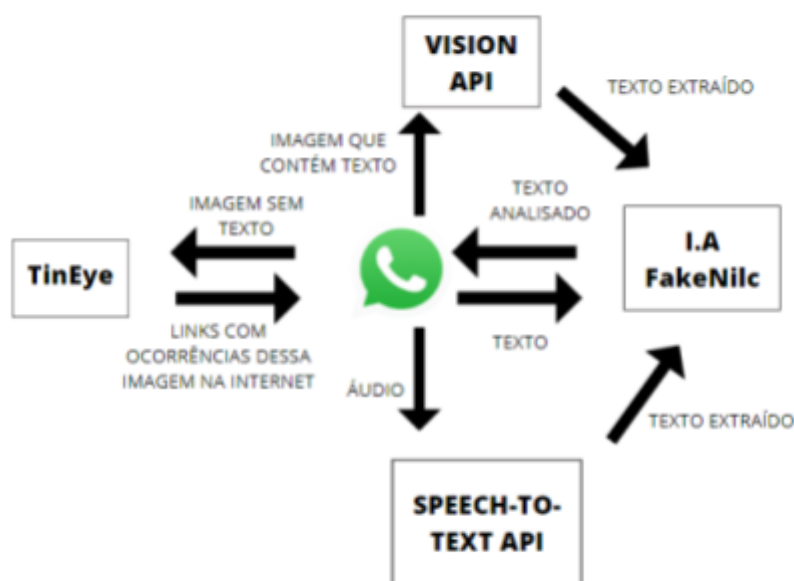 VISION
API
TEXTO EXTRAÍDO
IMAGEM QUE
CONTÉM TEXTO
TEXTO
ANALISADO
IMAGEM SEM
TEXTO
I.A
FakeNilc
TinEye
LINKS COM
OCORRÊNCIAS DESSA
IMAGEM NA INTERNET
TEXTO
ÁUDIO
TEXTO EXTRAÍDO
SPEECH-TO-
TEXT API